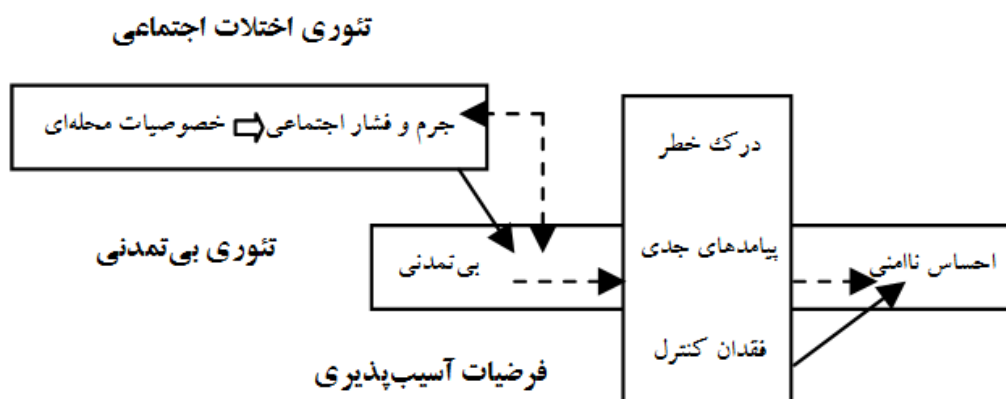 تئوری اختلات اجتماعی
جرم و فشار اجتماعی خصوصیات محله‌ای
درک خطر
تئوری بی‌تمدنی
پیامدهای جدی
بی‌تمدنی
احساس ناامنی
فقدان کنترل
فرضیات آسیب‌پذیری